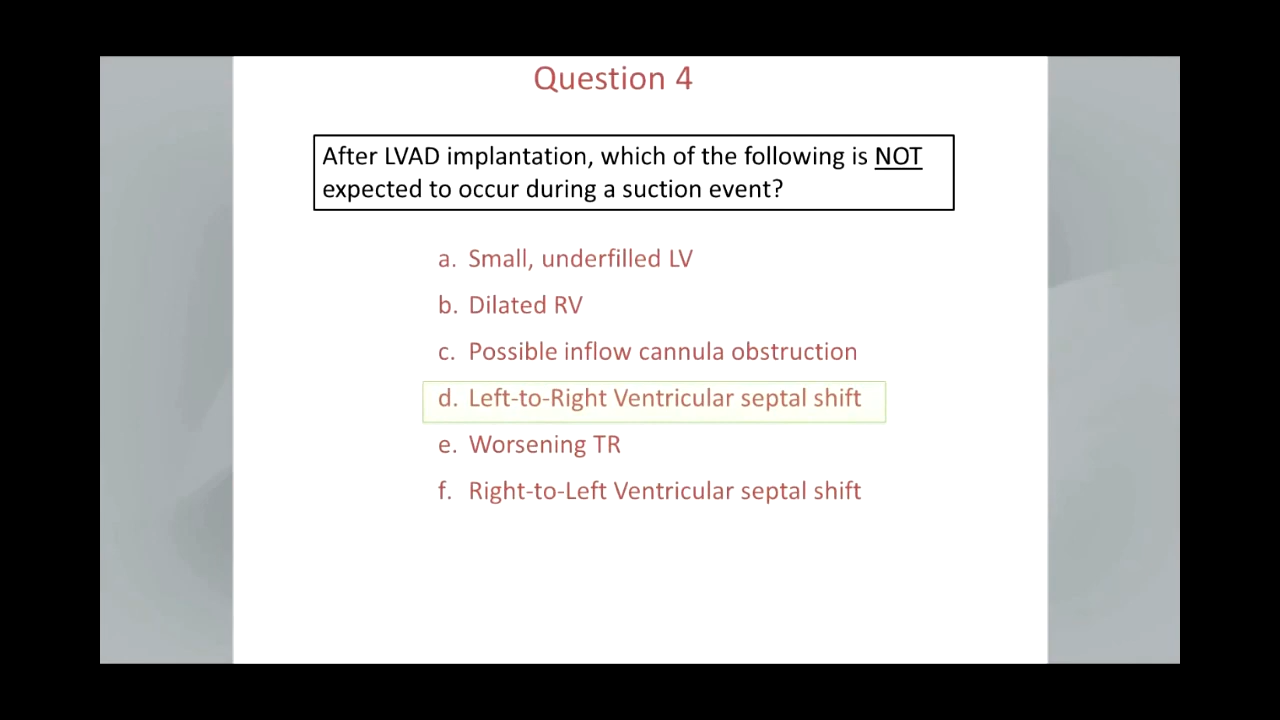 Question 4
After LVAD implantation, which of the following is NOT
expected to occur during a suction event?
a. Small, underfilled LV
b. Dilated RV
c. Possible inflow cannula obstruction
d. Left-to-Right Ventricular septal shift
e. Worsening TR
f. Right-to-Left Ventricular septal shift